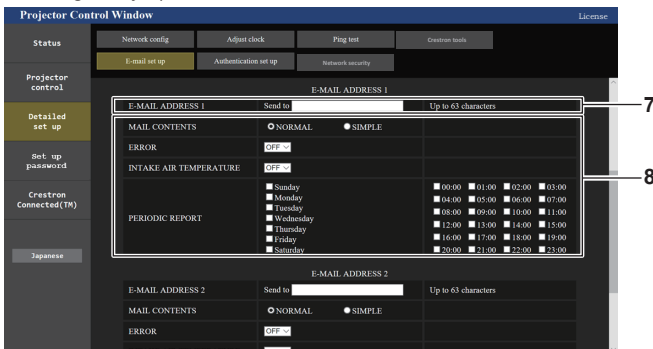 Projector Control Window License
Status
Network config Adjust clock Ping test Crestron tools
E-mail set up Authentication set up Network security
Projector
control
Detailed
set up
Set up
password
Crestron
Connected(TM)
Japanese
E-MAIL ADDRESS 1
E-MAIL ADDRESS 1 Send to Up to 63 characters
7
MAIL CONTENTS NORMAL SIMPLE
ERROR OFF
INTAKE AIR TEMPERATURE OFF
8
PERIODIC REPORT
Sunday 00:00 01:00 02:00 03:00
Monday 04:00 05:00 06:00 07:00
Tuesday 08:00 09:00 10:00 11:00
Wednesday 12:00 13:00 14:00 15:00
Thursday 16:00 17:00 18:00 19:00
Friday 20:00 21:00 22:00 23:00
Saturday
E-MAIL ADDRESS 2
E-MAIL ADDRESS 2 Send to Up to 63 characters
MAIL CONTENTS NORMAL SIMPLE
ERROR OFF